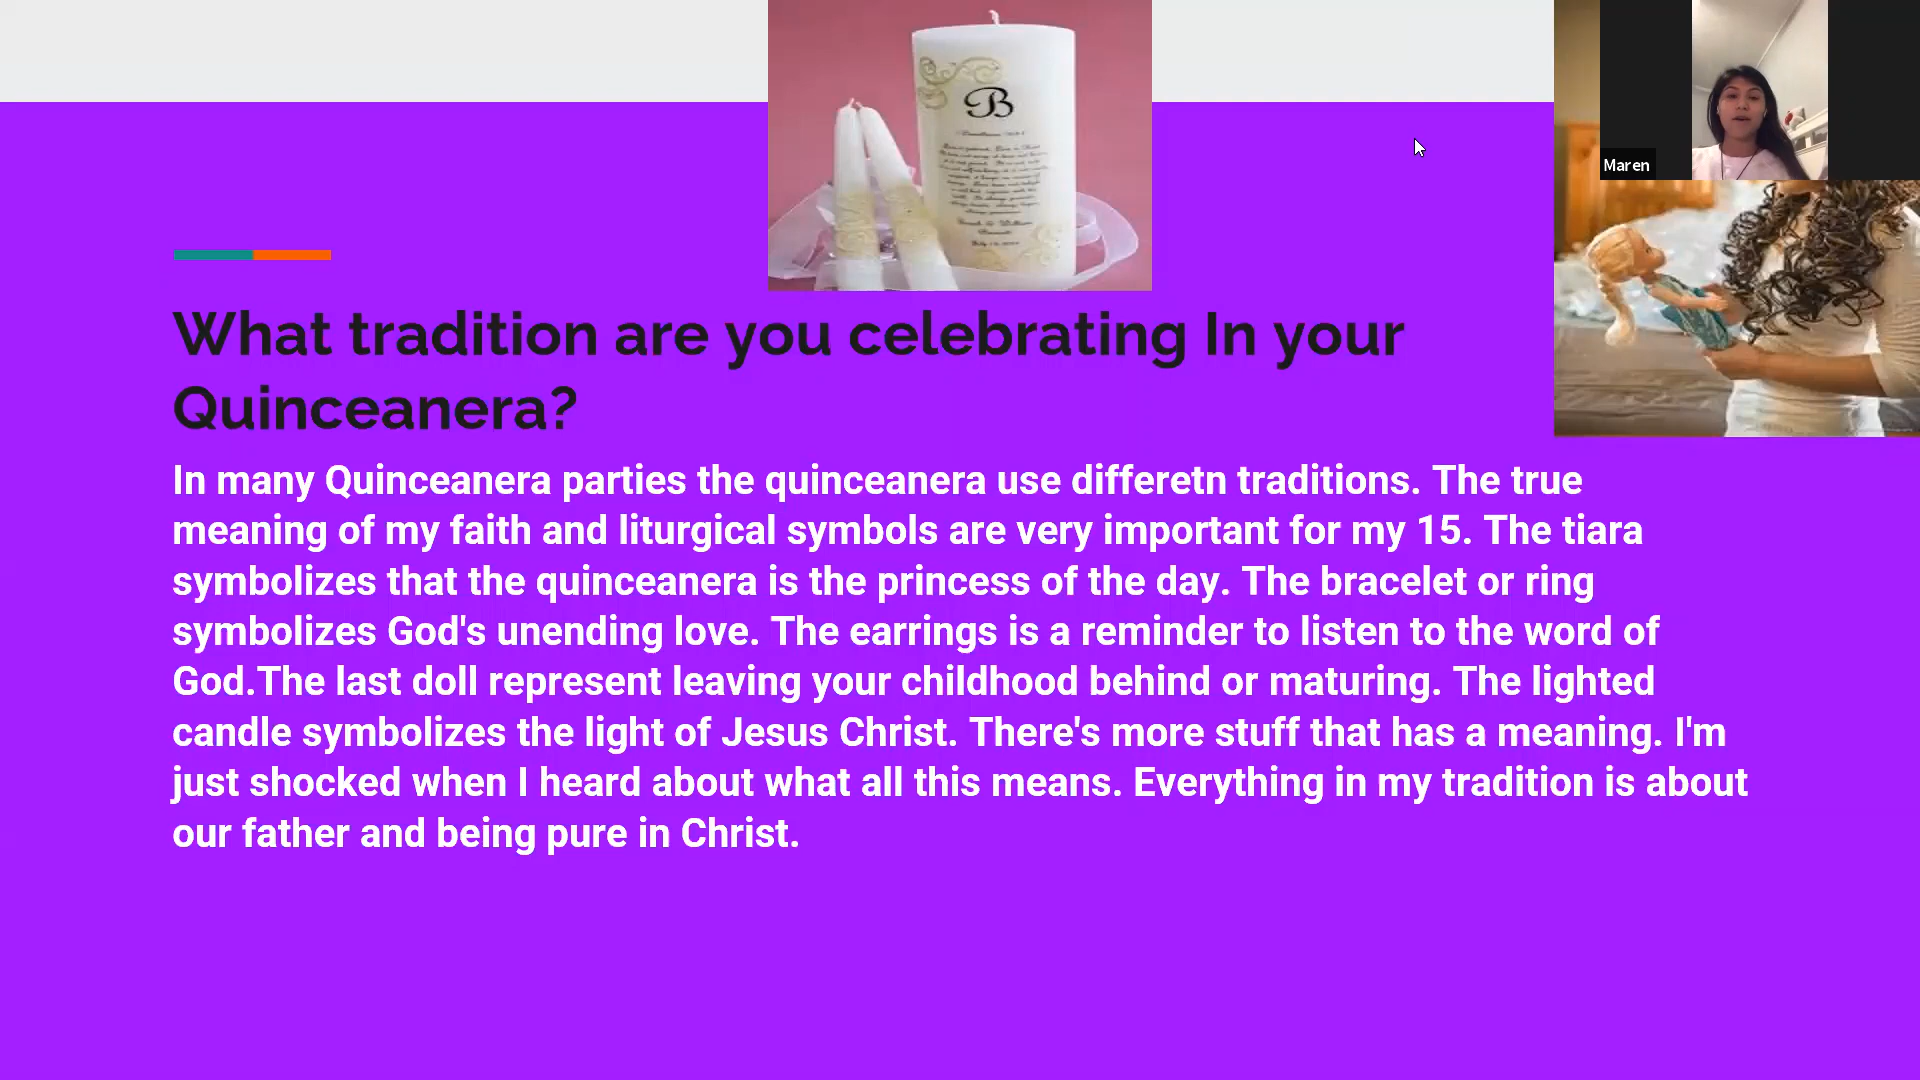 B
Maren
What tradition are you celebrating In your
Quinceanera?
In many Quinceanera parties the quinceanera use differetn traditions. The true
meaning of my faith and liturgical symbols are very important for my 15. The tiara
symbolizes that the quinceanera is the princess of the day. The bracelet or ring
symbolizes God's unending love. The earrings is a reminder to listen to the word of
God.The last doll represent leaving your childhood behind or maturing. The lighted
candle symbolizes the light of Jesus Christ. There's more stuff that has a meaning. I'm
just shocked when I heard about what all this means. Everything in my tradition is about
our father and being pure in Christ.